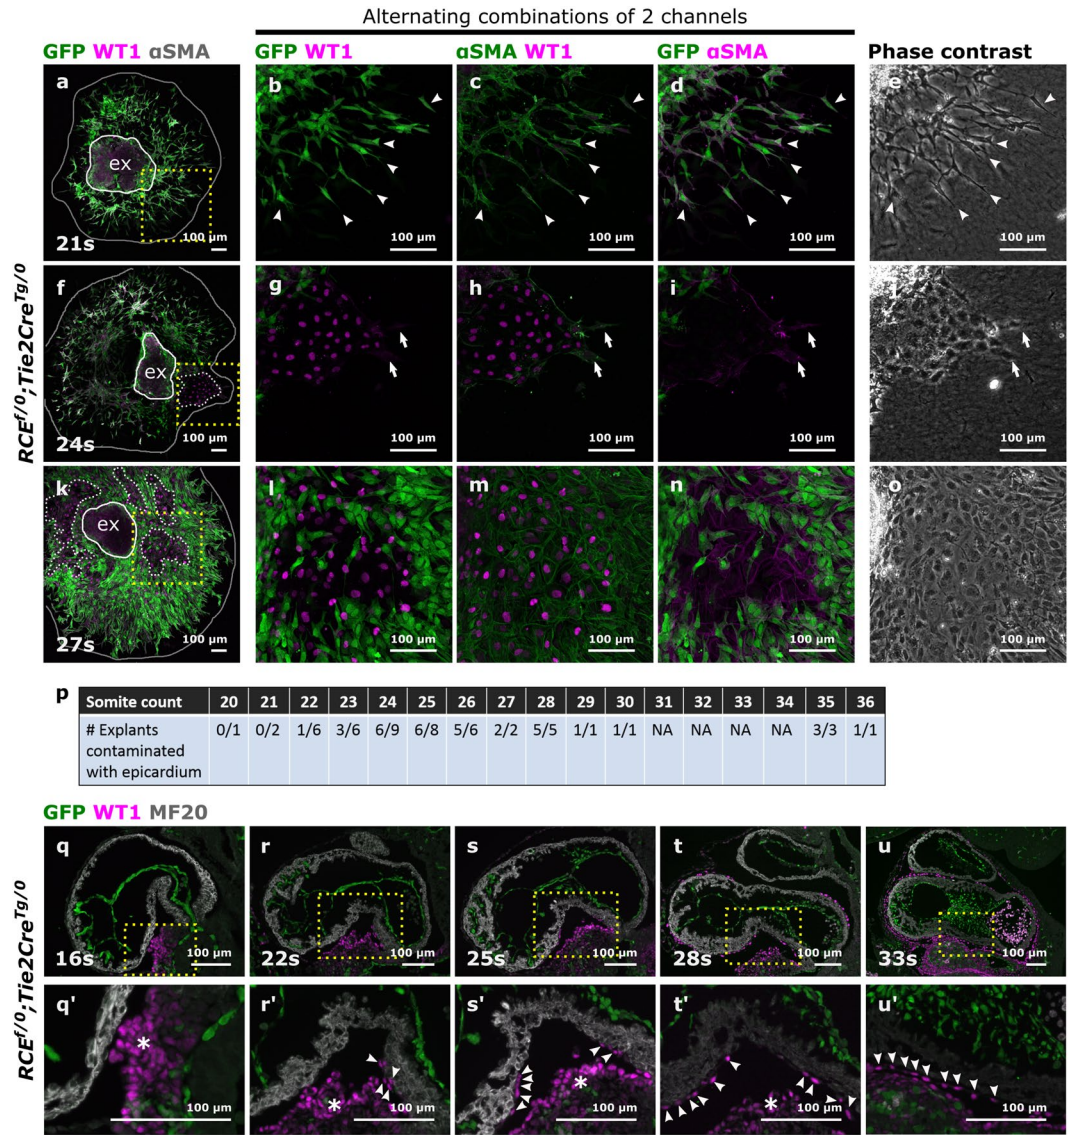 Alternating combinations of 2 channels
GFP WT1 αSMA
GFP WT1
αSMA WT1
GFP αSMA
Phase contrast
RCE^f/0;Tie2Cre^Tg/0
a
ex
21s
100 µm
b
100 µm
c
100 µm
d
100 µm
e
100 µm
f
ex
24s
100 µm
g
100 µm
h
100 µm
i
100 µm
100 µm
k
ex
27s
100 µm
l
100 µm
m
100 µm
n
100 µm
o
100 µm
p
Somite count 20 21 22 23 24 25 26 27 28 29 30 31 32 33 34 35 36
# Explants 0/1 0/2 1/6 3/6 6/9 6/8 5/6 2/2 5/5 1/1 1/1 NA NA NA NA 3/3 1/1
contaminated
with epicardium
GFP WT1 MF20
RCE^f/0;Tie2Cre^Tg/0
q
16s
100 µm
r
22s
100 µm
s
25s
100 µm
t
28s
100 µm
u
33s
100 µm
q'
*
100 µm
r'
*
100 µm
s'
*
100 µm
t'
*
100 µm
u'
100 µm